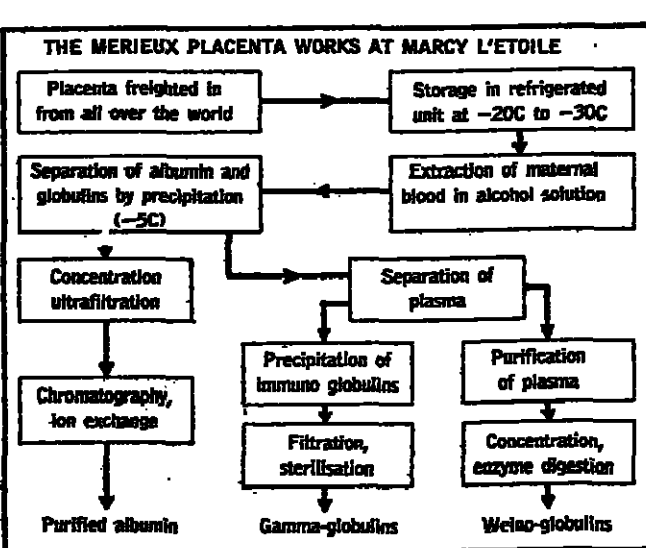 THE MERIEUX PLACENTA WORKS AT MARCY L'ETOILE
Placenta freighted in
from all over the world
Storage in refrigerated
unit at −20C to −30C
Extraction of maternal
blood in alcohol solution
Separation of albumin and
globulins by precipitation
(−5C)
Concentration
ultrafiltration
Chromatography,
ion exchange
Purified albumin
Separation of
plasma
Precipitation of
immuno globulins
Filtration,
sterilisation
Gamma-globulins
Purification
of plasma
Concentration,
enzyme digestion
Weino-globulins